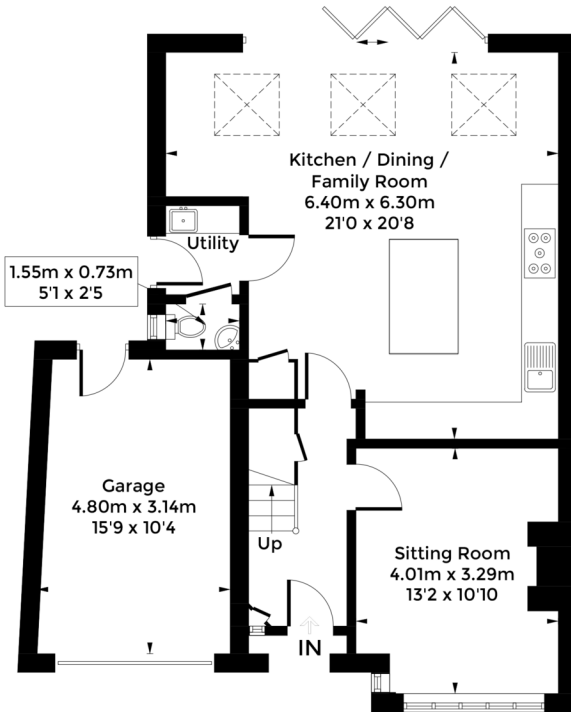 Kitchen / Dining /
Family Room
6.40m x 6.30m
21'0 x 20'8
Utility
1.55m x 0.73m
5'1 x 2'5
Garage
4.80m x 3.14m
15'9 x 10'4
Up
Sitting Room
4.01m x 3.29m
13'2 x 10'10
IN